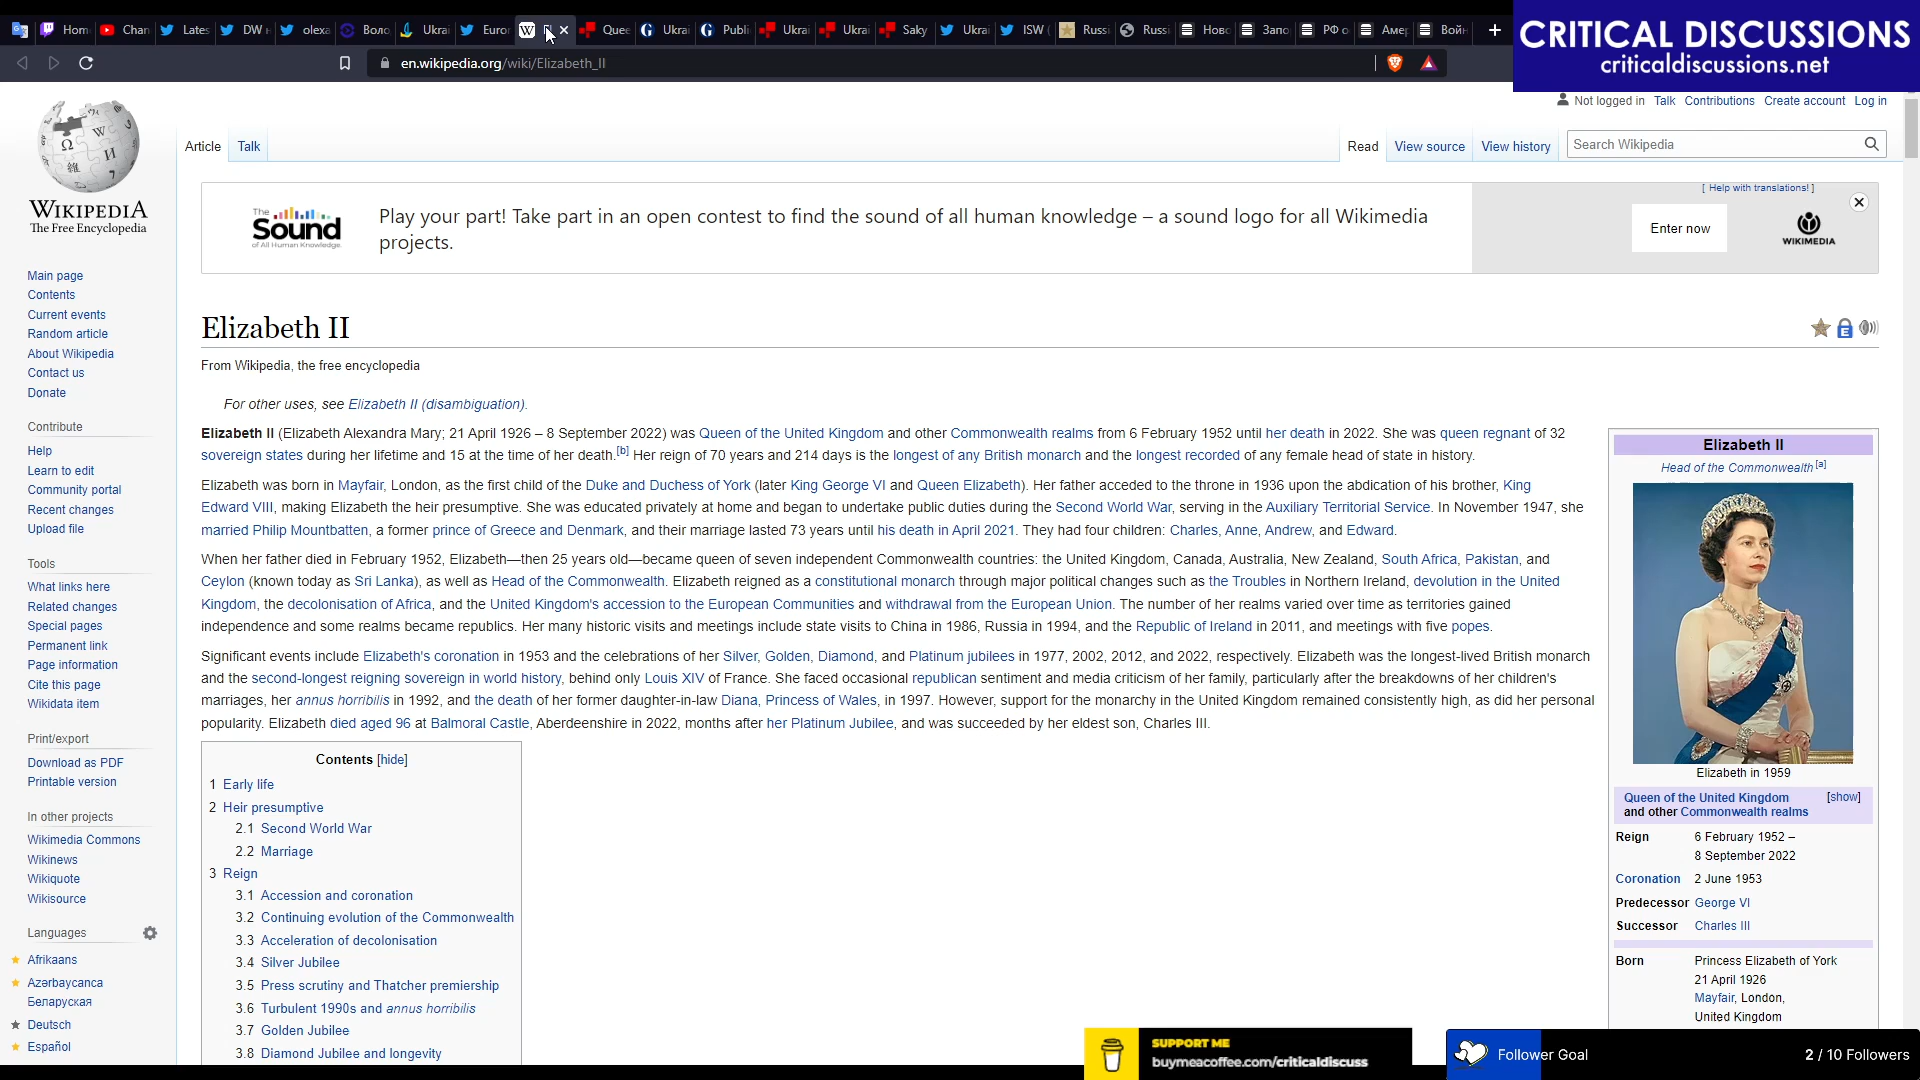 Hom
Chan
Lates
DW
olexa
Воло
Ukrai
Euro
Quee
Ukrai
Publi
Ukrai
Ukrai
Saky
Ukrai
ISW (
Russi
Russi
Ново
Запо
РФ о
Амер
Войн
CRITICAL DISCUSSIONS
criticaldiscussions.net
en.wikipedia.org/wiki/Elizabeth_II
Not logged in Talk Contributions Create account Log in
Article Talk
Read View source View history
Search Wikipedia
WIKIPEDIA
The Free Encyclopedia
Main page
Contents
Current events
Random article
About Wikipedia
Contact us
Donate
Contribute
Help
Learn to edit
Community portal
Recent changes
Upload file
Tools
What links here
Related changes
Special pages
Permanent link
Page information
Cite this page
Wikidata item
Print/export
Download as PDF
Printable version
In other projects
Wikimedia Commons
Wikinews
Wikiquote
Wikisource
Languages
Afrikaans
Azərbaycanca
Беларуская
Deutsch
Español
The Sound
of All Human Knowledge
Play your part! Take part in an open contest to find the sound of all human knowledge – a sound logo for all Wikimedia
projects.
[ Help with translations! ]
Enter now
WIKIMEDIA
Elizabeth II
From Wikipedia, the free encyclopedia
For other uses, see Elizabeth II (disambiguation).
Elizabeth II (Elizabeth Alexandra Mary; 21 April 1926 – 8 September 2022) was Queen of the United Kingdom and other Commonwealth realms from 6 February 1952 until her death in 2022. She was queen regnant of 32
sovereign states during her lifetime and 15 at the time of her death.[b] Her reign of 70 years and 214 days is the longest of any British monarch and the longest recorded of any female head of state in history.
Elizabeth was born in Mayfair, London, as the first child of the Duke and Duchess of York (later King George VI and Queen Elizabeth). Her father acceded to the throne in 1936 upon the abdication of his brother, King
Edward VIII, making Elizabeth the heir presumptive. She was educated privately at home and began to undertake public duties during the Second World War, serving in the Auxiliary Territorial Service. In November 1947, she
married Philip Mountbatten, a former prince of Greece and Denmark, and their marriage lasted 73 years until his death in April 2021. They had four children: Charles, Anne, Andrew, and Edward.
When her father died in February 1952, Elizabeth—then 25 years old—became queen of seven independent Commonwealth countries: the United Kingdom, Canada, Australia, New Zealand, South Africa, Pakistan, and
Ceylon (known today as Sri Lanka), as well as Head of the Commonwealth. Elizabeth reigned as a constitutional monarch through major political changes such as the Troubles in Northern Ireland, devolution in the United
Kingdom, the decolonisation of Africa, and the United Kingdom's accession to the European Communities and withdrawal from the European Union. The number of her realms varied over time as territories gained
independence and some realms became republics. Her many historic visits and meetings include state visits to China in 1986, Russia in 1994, and the Republic of Ireland in 2011, and meetings with five popes.
Significant events include Elizabeth's coronation in 1953 and the celebrations of her Silver, Golden, Diamond, and Platinum jubilees in 1977, 2002, 2012, and 2022, respectively. Elizabeth was the longest-lived British monarch
and the second-longest reigning sovereign in world history, behind only Louis XIV of France. She faced occasional republican sentiment and media criticism of her family, particularly after the breakdowns of her children's
marriages, her annus horribilis in 1992, and the death of her former daughter-in-law Diana, Princess of Wales, in 1997. However, support for the monarchy in the United Kingdom remained consistently high, as did her personal
popularity. Elizabeth died aged 96 at Balmoral Castle, Aberdeenshire in 2022, months after her Platinum Jubilee, and was succeeded by her eldest son, Charles III.
Contents [hide]
1 Early life
2 Heir presumptive
2.1 Second World War
2.2 Marriage
3 Reign
3.1 Accession and coronation
3.2 Continuing evolution of the Commonwealth
3.3 Acceleration of decolonisation
3.4 Silver Jubilee
3.5 Press scrutiny and Thatcher premiership
3.6 Turbulent 1990s and annus horribilis
3.7 Golden Jubilee
3.8 Diamond Jubilee and longevity
Elizabeth II
Head of the Commonwealth[a]
Elizabeth in 1959
Queen of the United Kingdom [show]
and other Commonwealth realms
Reign 6 February 1952 –
8 September 2022
Coronation 2 June 1953
Predecessor George VI
Successor Charles III
Born Princess Elizabeth of York
21 April 1926
Mayfair, London,
United Kingdom
SUPPORT ME
buymeacoffee.com/criticaldiscuss
Follower Goal 2 / 10 Followers